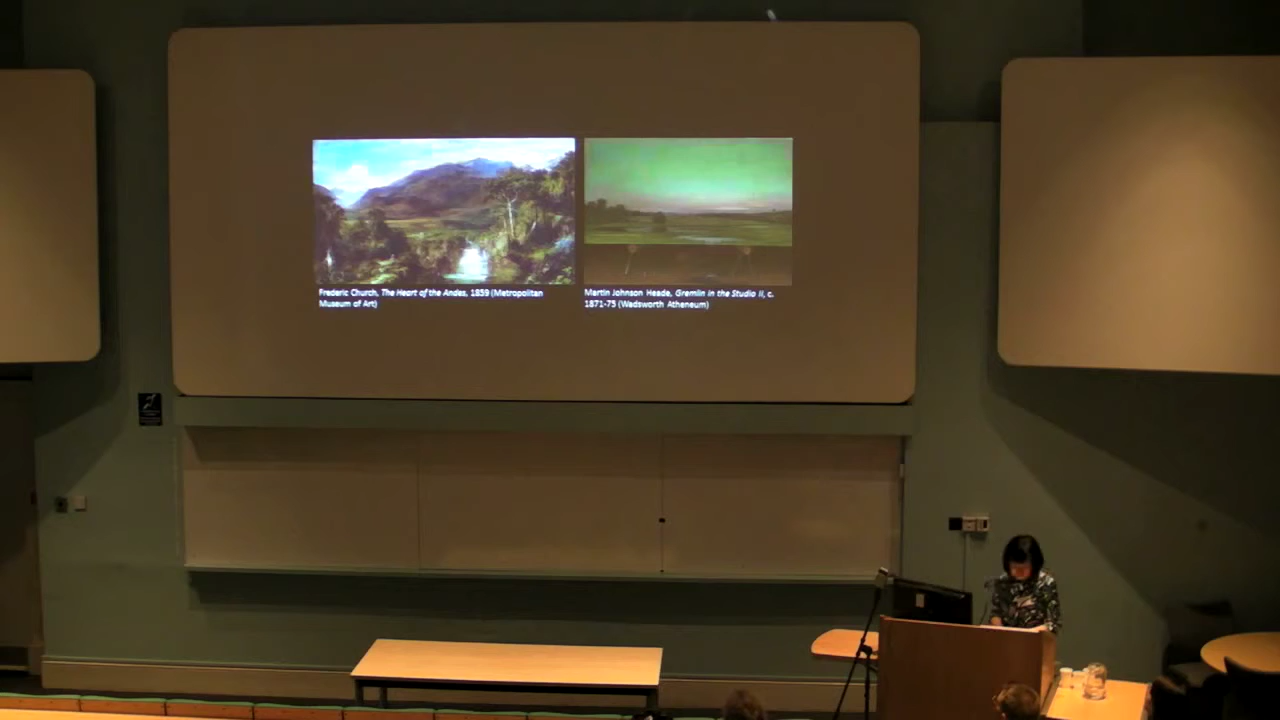 Frederic Church, The Heart of the Andes, 1859 (Metropolitan
Museum of Art)
Martin Johnson Heade, Gremlin in the Studio II, c.
1871-75 (Wadsworth Atheneum)